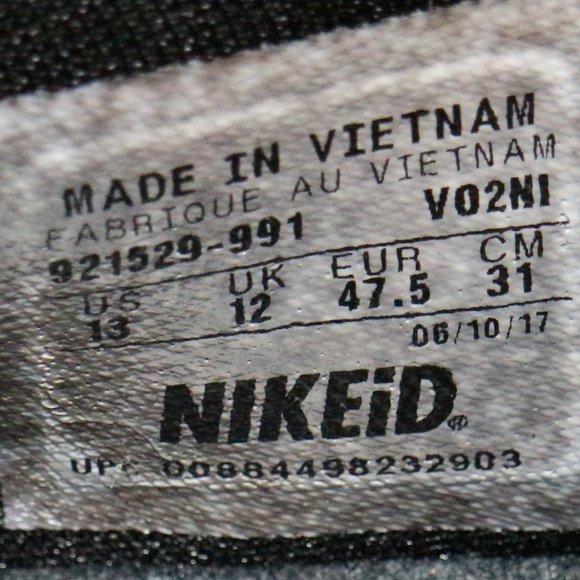 MADE IN VIETNAM
FABRIQUE AU VIETNAM
921529-991 VO2NI
US UK EUR CM
13 12 47.5 31
06/10/17
NIKEiD®
UPC 00884498232903